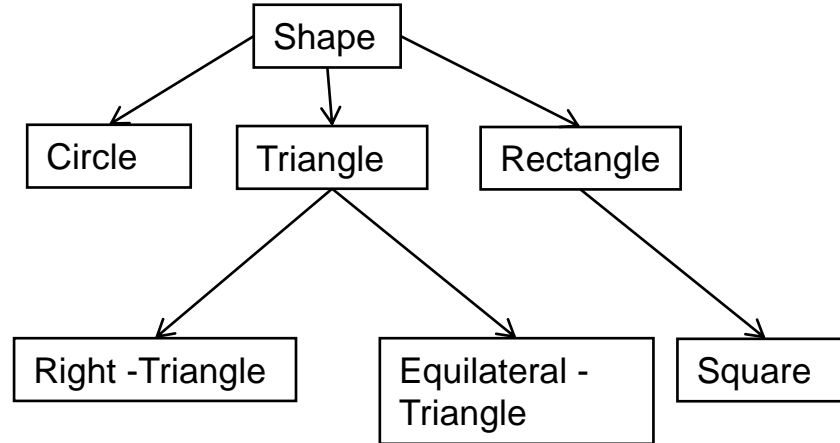 Shape
Circle
Triangle
Rectangle
Right -Triangle
Equilateral -
Triangle
Square